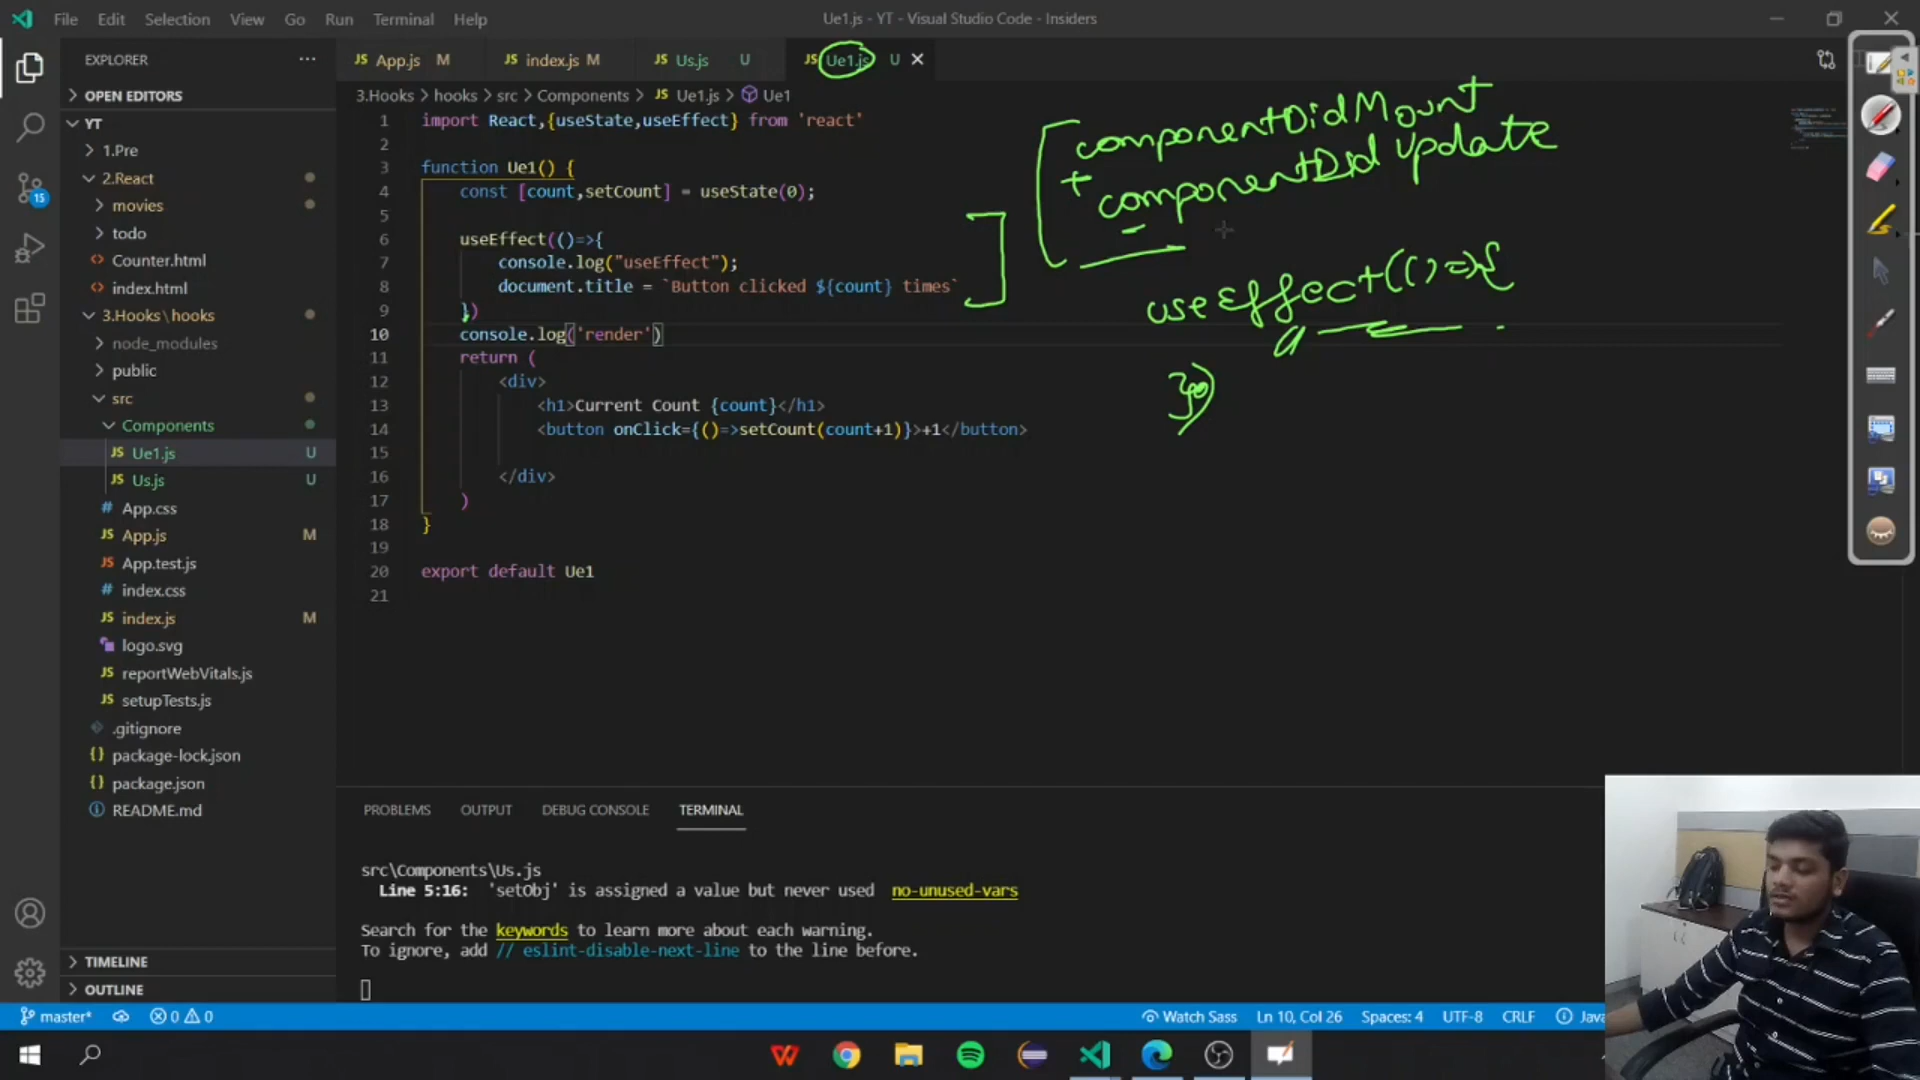 File Edit Selection View Go Run Terminal Help
Ue1.js - YT - Visual Studio Code - Insiders
EXPLORER
OPEN EDITORS
YT
1.Pre
2.React
movies
todo
Counter.html
index.html
3.Hooks\hooks
node_modules
public
src
Components
Ue1.js U
Us.js U
App.css
App.js M
App.test.js
index.css
index.js M
logo.svg
reportWebVitals.js
setupTests.js
.gitignore
package-lock.json
package.json
README.md
TIMELINE
OUTLINE
15
JS App.js M
JS index.js M
JS Us.js U
JS Ue1.js U
3.Hooks > hooks > src > Components > JS Ue1.js > Ue1
1 import React,{useState,useEffect} from 'react'
2
3 function Ue1() {
4 const [count,setCount] = useState(0);
5
6 useEffect(()=>{
7 console.log("useEffect");
8 document.title = `Button clicked ${count} times`
9 })
10 console.log('render')
11 return (
12 <div>
13 <h1>Current Count {count}</h1>
14 <button onClick={()=>setCount(count+1)}>+1</button>
15
16 </div>
17 )
18 }
19
20 export default Ue1
21
componentDidMount
+ componentDidUpdate
useEffect(()=>{
PROBLEMS OUTPUT DEBUG CONSOLE TERMINAL
src\Components\Us.js
Line 5:16: 'setObj' is assigned a value but never used no-unused-vars
Search for the keywords to learn more about each warning.
To ignore, add // eslint-disable-next-line to the line before.
master* 0 0
Watch Sass Ln 10, Col 26 Spaces: 4 UTF-8 CRLF Java